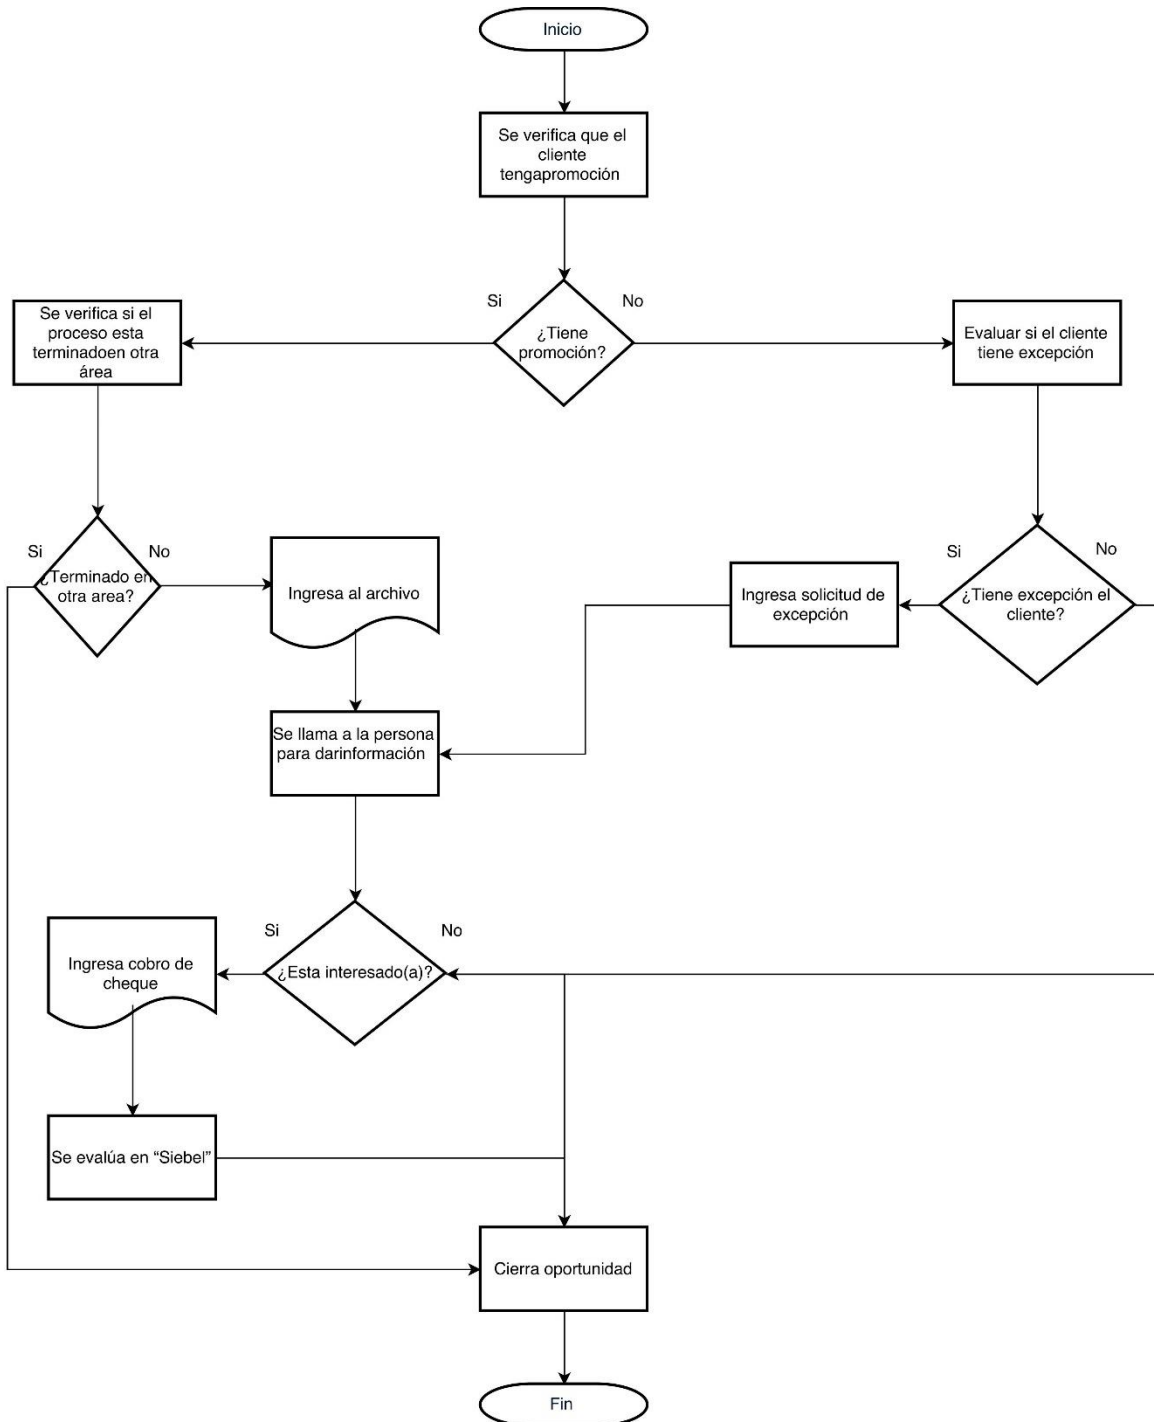 Inicio
Se verifica que el
cliente
tengapromoción
Si
No
¿Tiene
promoción?
Se verifica si el
proceso esta
terminadoen otra
área
Evaluar si el cliente
tiene excepción
Si
No
¿Terminado en
otra area?
Ingresa al archivo
Ingresa solicitud de
excepción
Si
No
¿Tiene excepción el
cliente?
Se llama a la persona
para darinformación
Si
No
¿Esta interesado(a)?
Ingresa cobro de
cheque
Se evalúa en “Siebel”
Cierra oportunidad
Fin